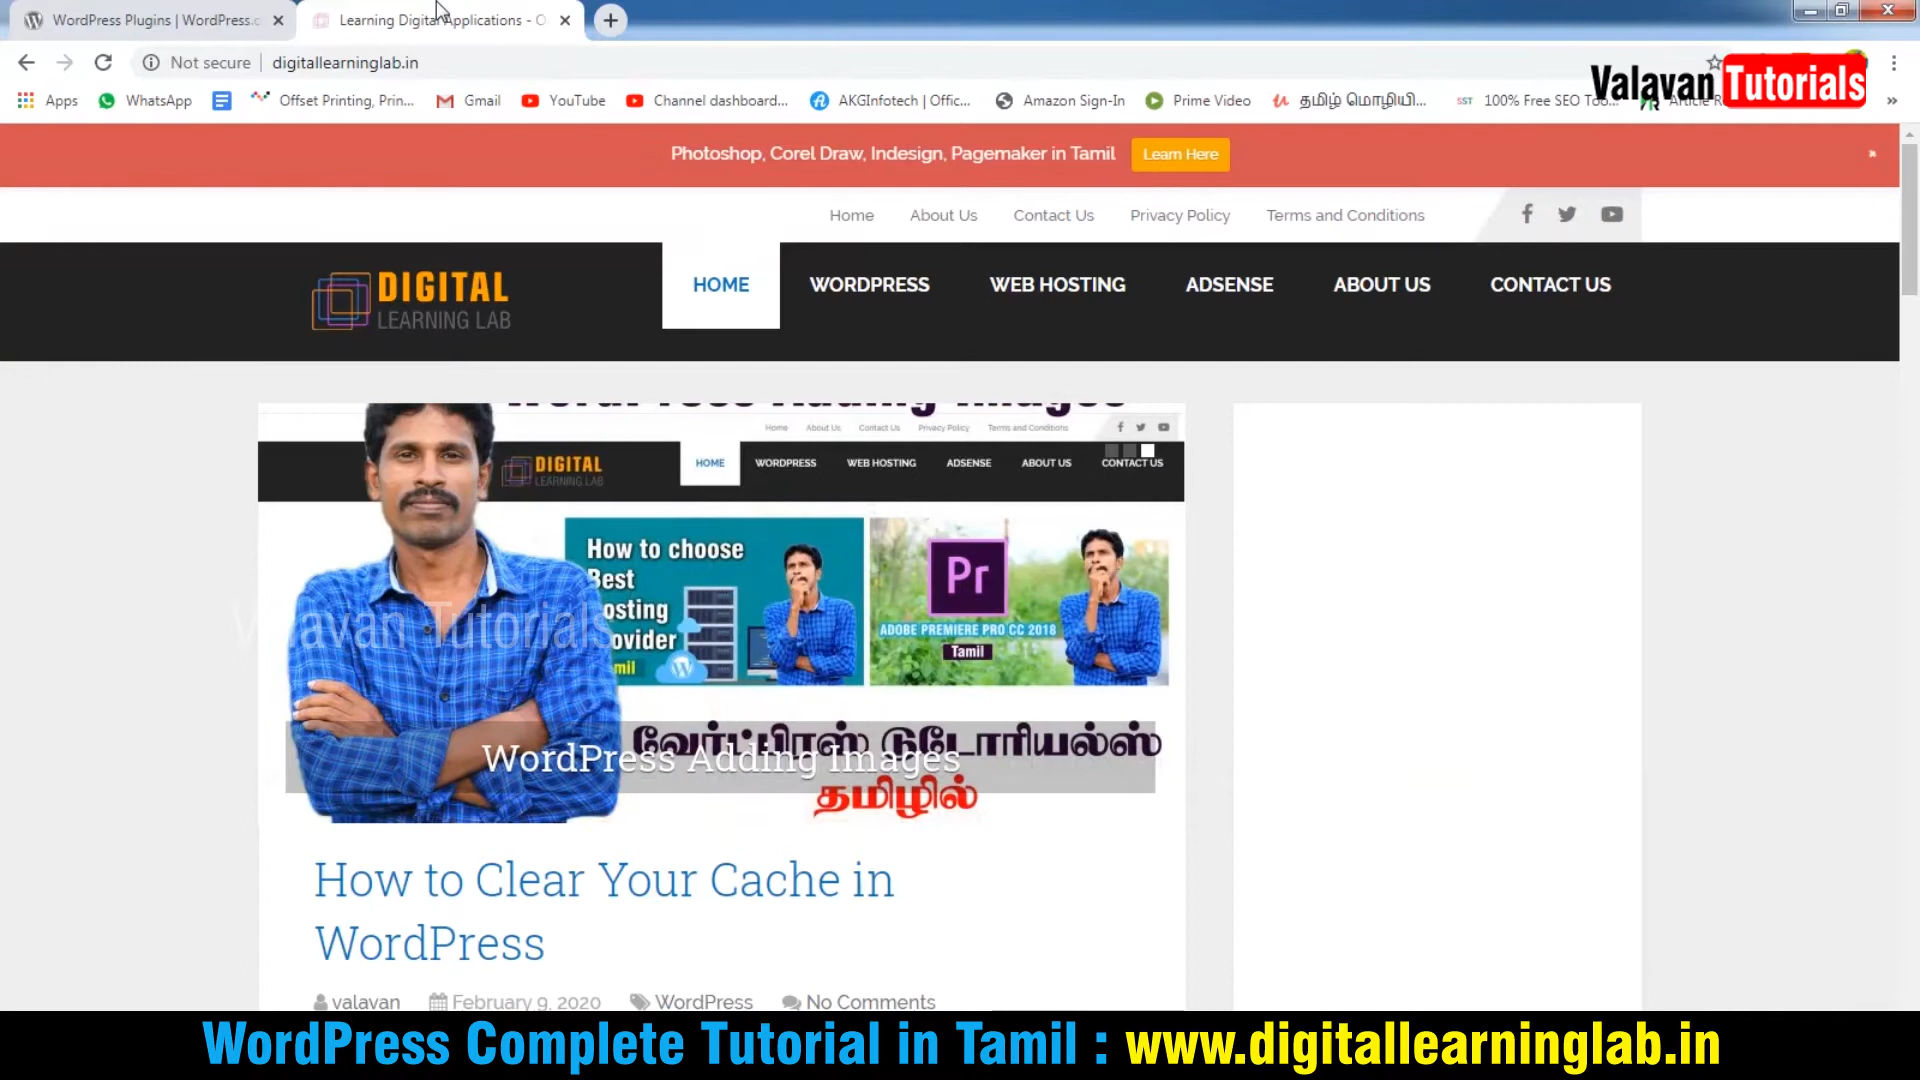 WordPress Plugins | WordPress.c
Learning Digital Applications - O
Not secure
digitallearninglab.in
Valavan Tutorials
Apps
WhatsApp
Offset Printing, Prin...
Gmail
YouTube
Channel dashboard...
AKGInfotech | Offic...
Amazon Sign-In
Prime Video
தமிழ் மொழியி...
SST
100% Free SEO Too...
»
Photoshop, Corel Draw, Indesign, Pagemaker in Tamil
Learn Here
Home
About Us
Contact Us
Privacy Policy
Terms and Conditions
DIGITAL
LEARNING LAB
HOME
WORDPRESS
WEB HOSTING
ADSENSE
ABOUT US
CONTACT US
WordPress Adding Images
Home
About Us
Contact Us
Privacy Policy
Terms and Conditions
DIGITAL
LEARNING LAB
HOME
WORDPRESS
WEB HOSTING
ADSENSE
ABOUT US
CONTACT US
How to choose
Best
Pr
ADOBE PREMIERE PRO CC 2018
Tamil
Valavan Tutorials
வேர்ட்பிரஸ் டுடோரியல்ஸ்
WordPress Adding Images
தமிழில்
How to Clear Your Cache in
WordPress
valavan
February 9, 2020
WordPress
No Comments
WordPress Complete Tutorial in Tamil : www.digitallearninglab.in